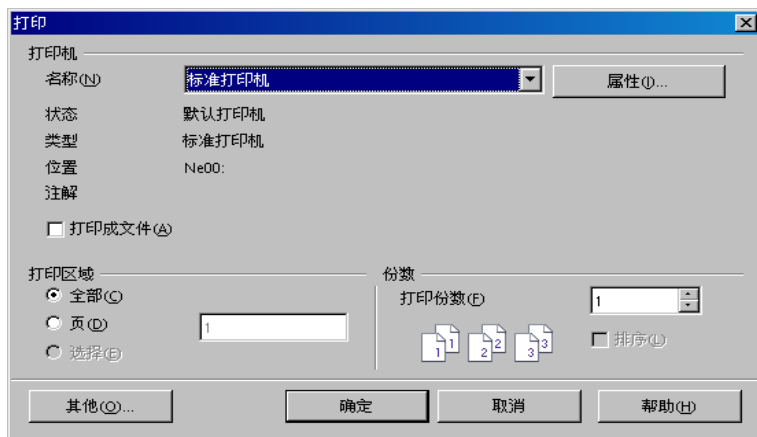 打印
打印机
名称(N) 标准打印机 属性(I)...
状态 默认打印机
类型 标准打印机
位置 Ne00:
注解
打印成文件(A)
打印区域 份数
全部(C) 打印份数(F) 1
页(D) 1
选择(E) 1 1 2 2 3 3 排序(L)
其他(O)... 确定 取消 帮助(H)